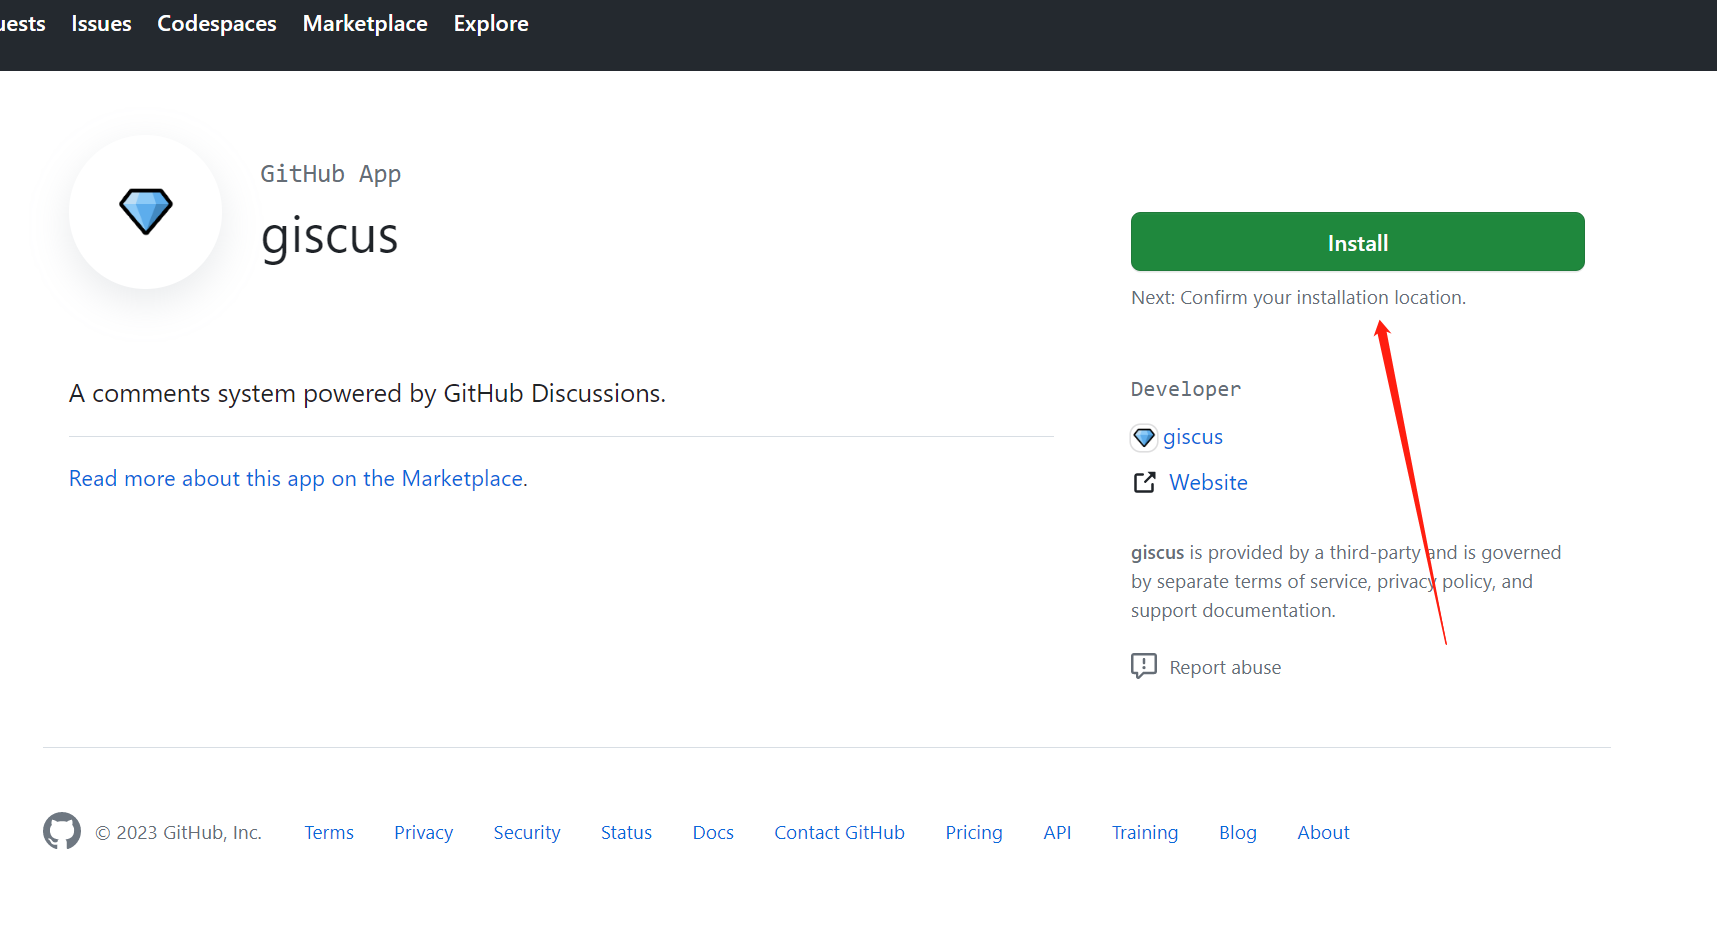 Issues Codespaces Marketplace Explore
GitHub App
giscus
Install
Next: Confirm your installation location.
A comments system powered by GitHub Discussions.
Read more about this app on the Marketplace.
Developer
giscus
Website
giscus is provided by a third-party and is governed
by separate terms of service, privacy policy, and
support documentation.
Report abuse
© 2023 GitHub, Inc. Terms Privacy Security Status Docs Contact GitHub Pricing API Training Blog About